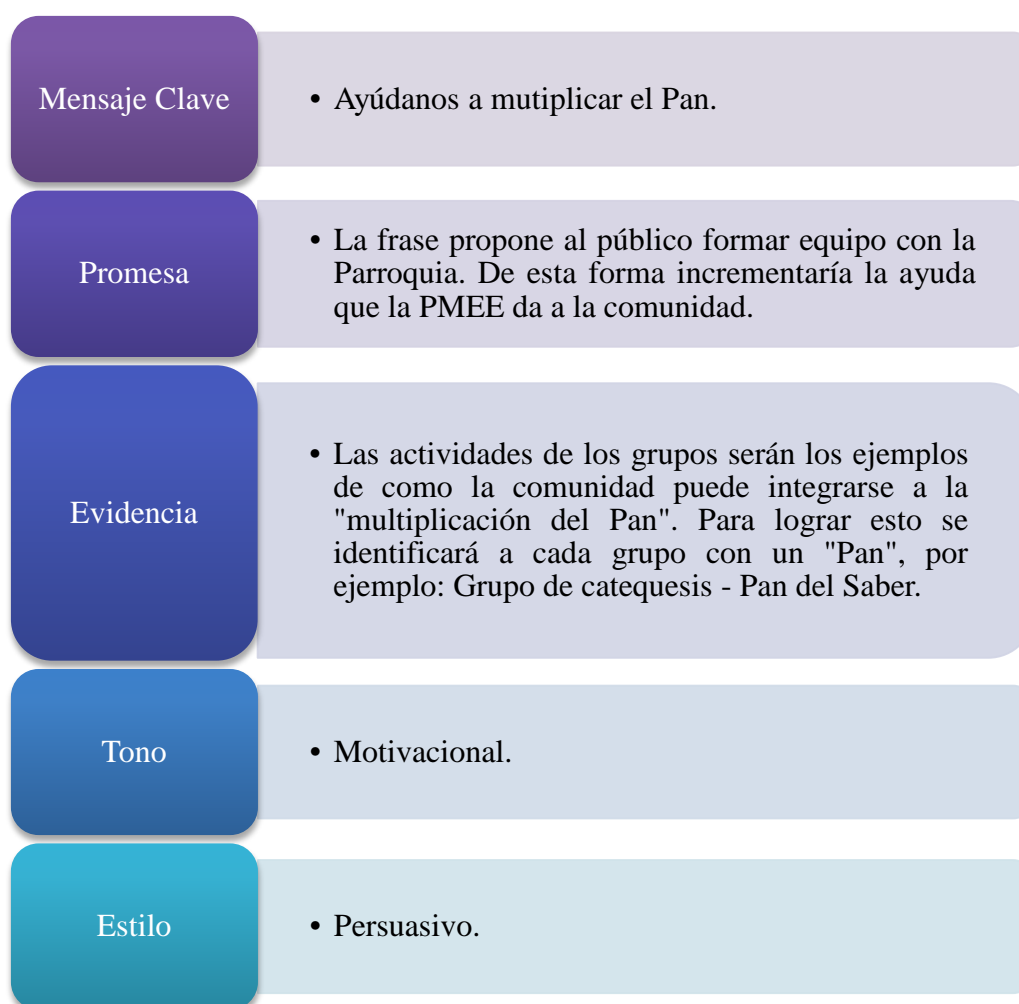 Mensaje Clave
• Ayúdanos a mutiplicar el Pan.
Promesa
• La frase propone al público formar equipo con la
Parroquia. De esta forma incrementaría la ayuda
que la PMEE da a la comunidad.
Evidencia
• Las actividades de los grupos serán los ejemplos
de como la comunidad puede integrarse a la
"multiplicación del Pan". Para lograr esto se
identificará a cada grupo con un "Pan", por
ejemplo: Grupo de catequesis - Pan del Saber.
Tono
• Motivacional.
Estilo
• Persuasivo.